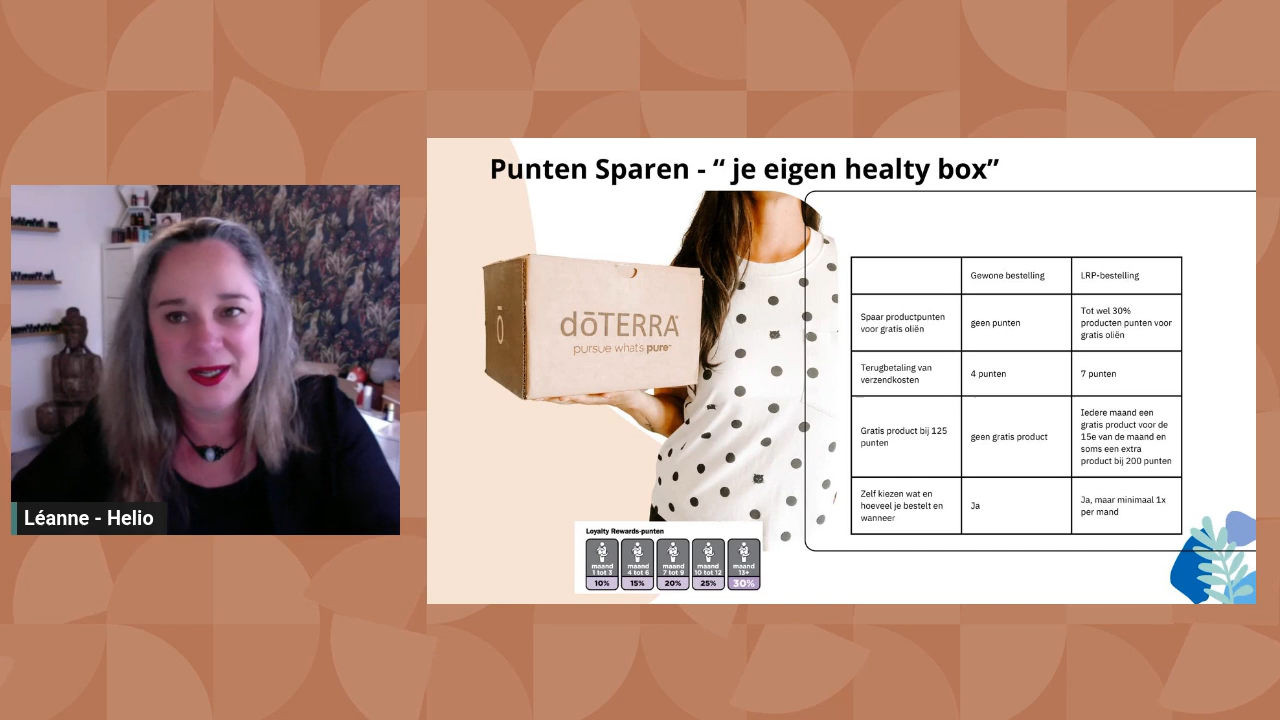 Punten Sparen - “ je eigen healty box”
ō
dōTERRA
pursue what's pure
Gewone bestelling
LRP-bestelling
Spaar productpunten
voor gratis oliën
geen punten
Tot wel 30%
producten punten voor
gratis oliën
Terugbetaling van
verzendkosten
4 punten
7 punten
Gratis product bij 125
punten
geen gratis product
Iedere maand een
gratis product voor de
15e van de maand en
soms een extra
product bij 200 punten
Zelf kiezen wat en
hoeveel je bestelt en
wanneer
Ja
Ja, maar minimaal 1x
per maand
Loyalty Rewards-punten
maand
1 tot 3
10%
maand
4 tot 6
15%
maand
7 tot 9
20%
maand
10 tot 12
25%
maand
13+
30%
Léanne - Helio